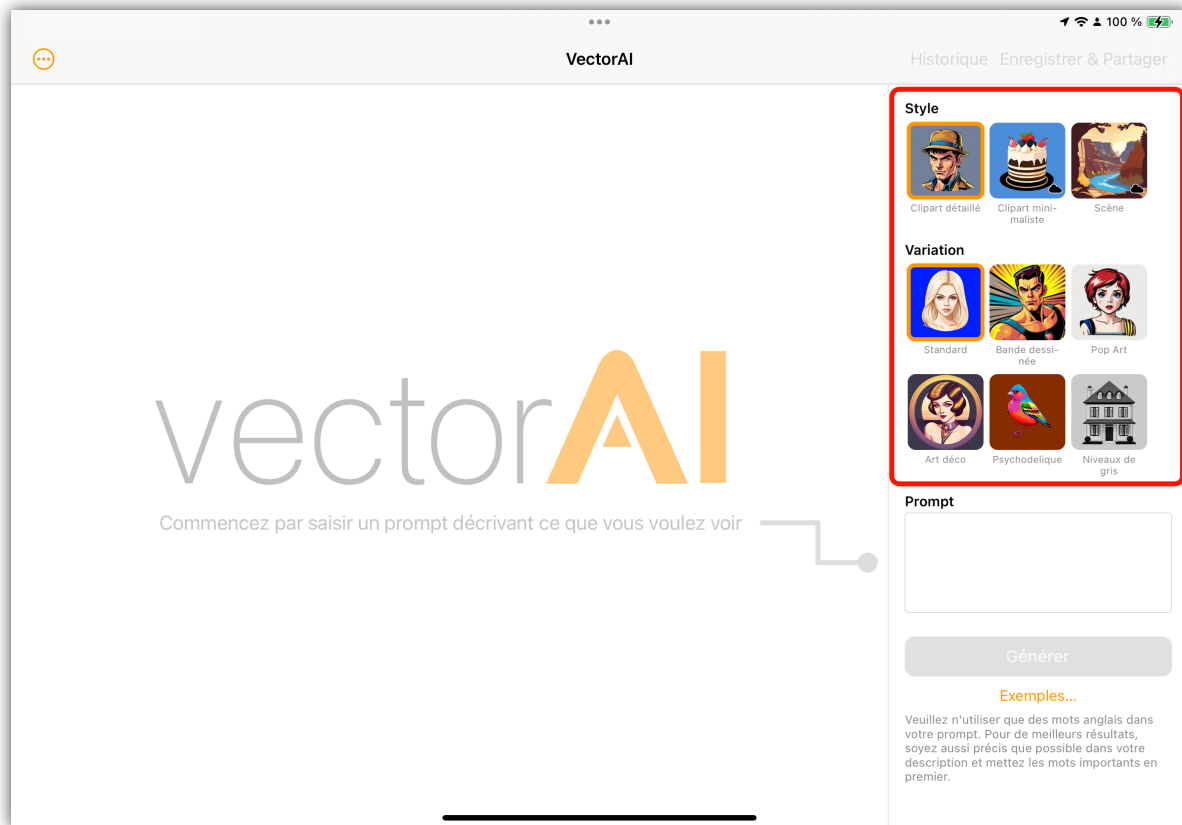 100 %
VectorAI
Historique Enregistrer & Partager
Style
Clipart détaillé
Clipart mini-
maliste
Scène
Variation
Standard
Bande dessi-
née
Pop Art
Art déco
Psychodelique
Niveaux de
gris
vectorAI
Commencez par saisir un prompt décrivant ce que vous voulez voir
Prompt
Générer
Exemples...
Veuillez n'utiliser que des mots anglais dans
votre prompt. Pour de meilleurs résultats,
soyez aussi précis que possible dans votre
description et mettez les mots importants en
premier.